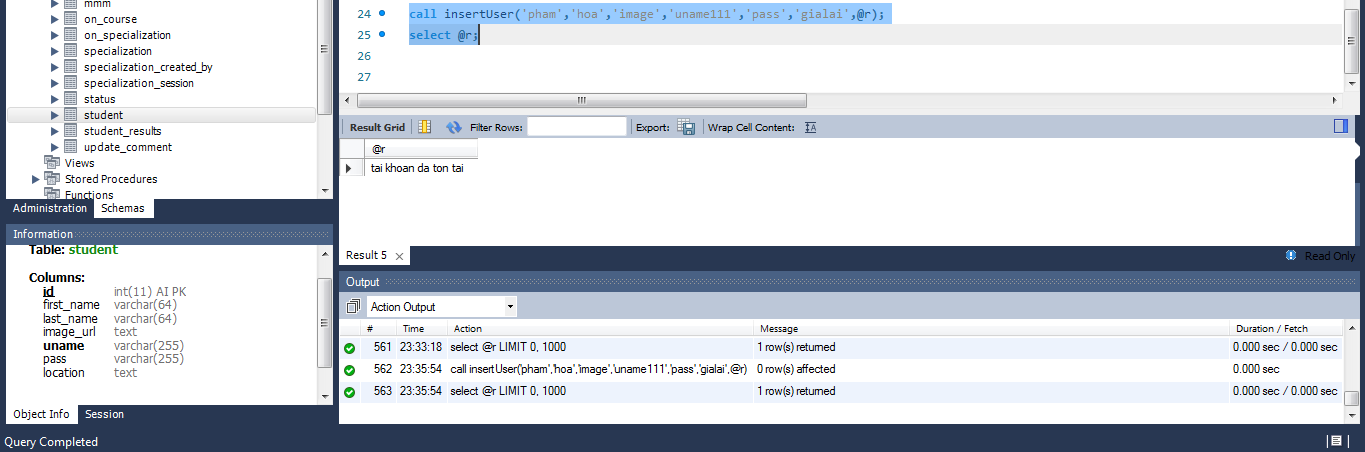 mmm
on_course
on_specialization
specialization
specialization_created_by
specialization_session
status
student
student_results
update_comment
Views
Stored Procedures
Functions
Administration Schemas
Information
Table: student
Columns:
id int(11) AI PK
first_name varchar(64)
last_name varchar(64)
image_url text
uname varchar(255)
pass varchar(255)
location text
Object Info Session
Query Completed
24 call insertUser('pham','hoa','image','uname111','pass','gialai',@r);
25 select @r;
26
27
Result Grid Filter Rows: Export: Wrap Cell Content:
@r
tai khoan da ton tai
Result 5
Read Only
Output
Action Output
# Time Action Message Duration / Fetch
561 23:33:18 select @r LIMIT 0, 1000 1 row(s) returned 0.000 sec / 0.000 sec
562 23:35:54 call insertUser('pham','hoa','image','uname111','pass','gialai',@r) 0 row(s) affected 0.000 sec
563 23:35:54 select @r LIMIT 0, 1000 1 row(s) returned 0.000 sec / 0.000 sec